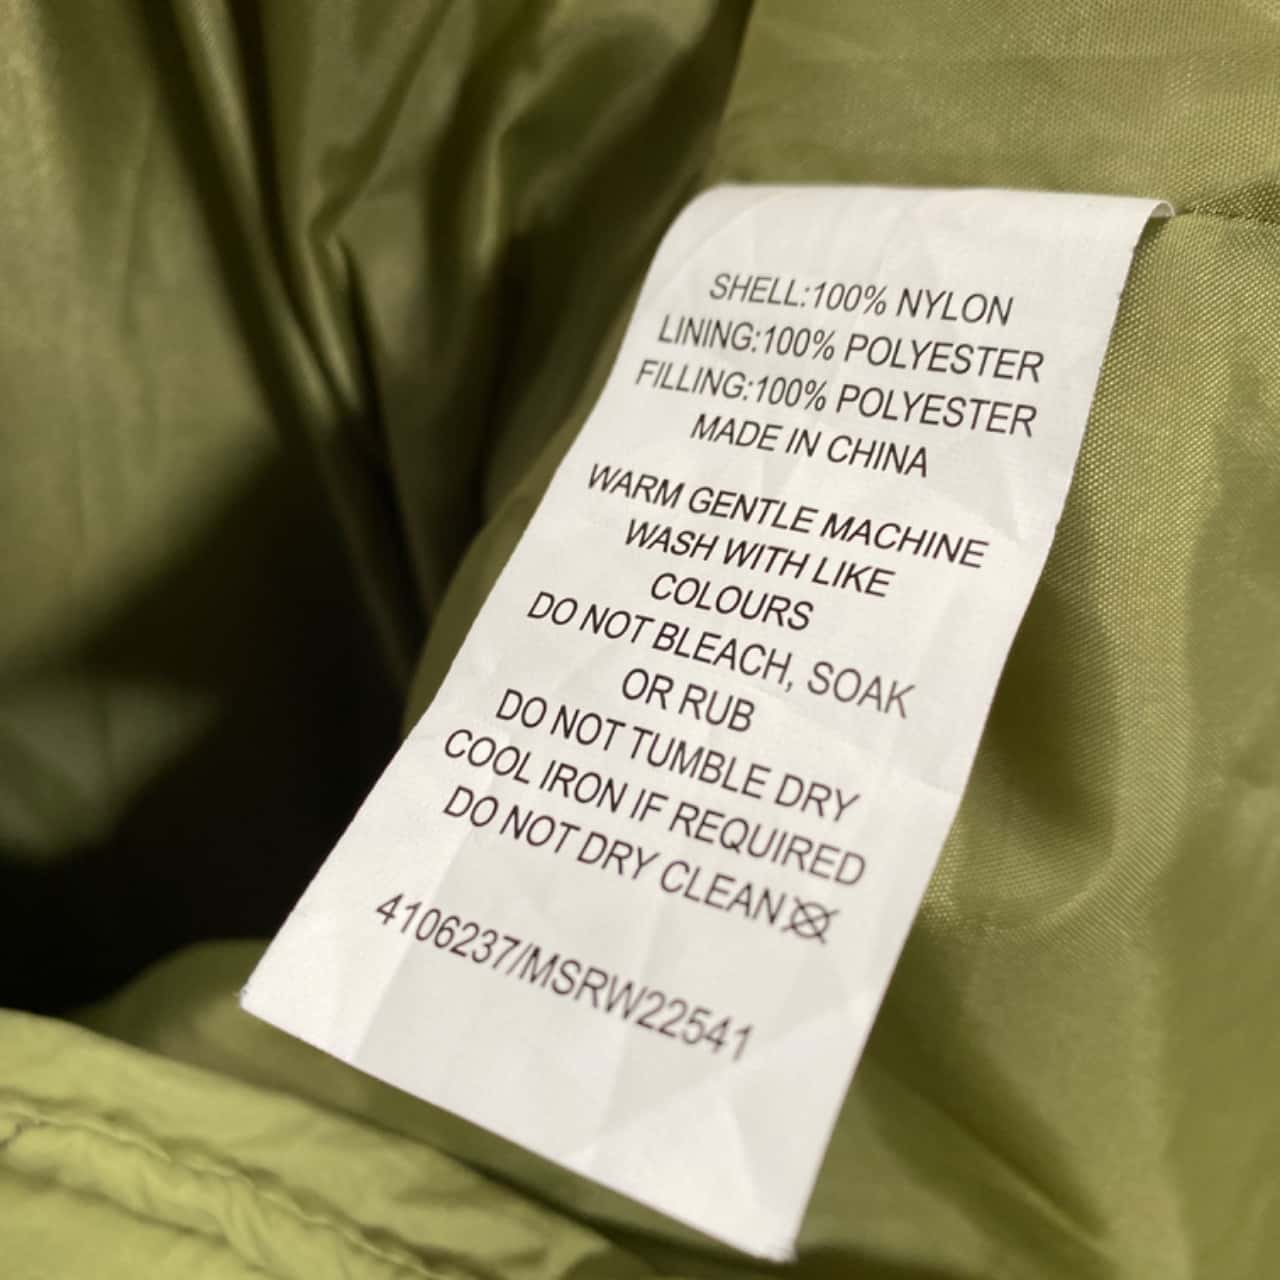 SHELL:100% NYLON
LINING:100% POLYESTER
FILLING:100% POLYESTER
MADE IN CHINA
WARM GENTLE MACHINE
WASH WITH LIKE
COLOURS
DO NOT BLEACH, SOAK
OR RUB
DO NOT TUMBLE DRY
COOL IRON IF REQUIRED
DO NOT DRY CLEAN
4106237/MSRW22541